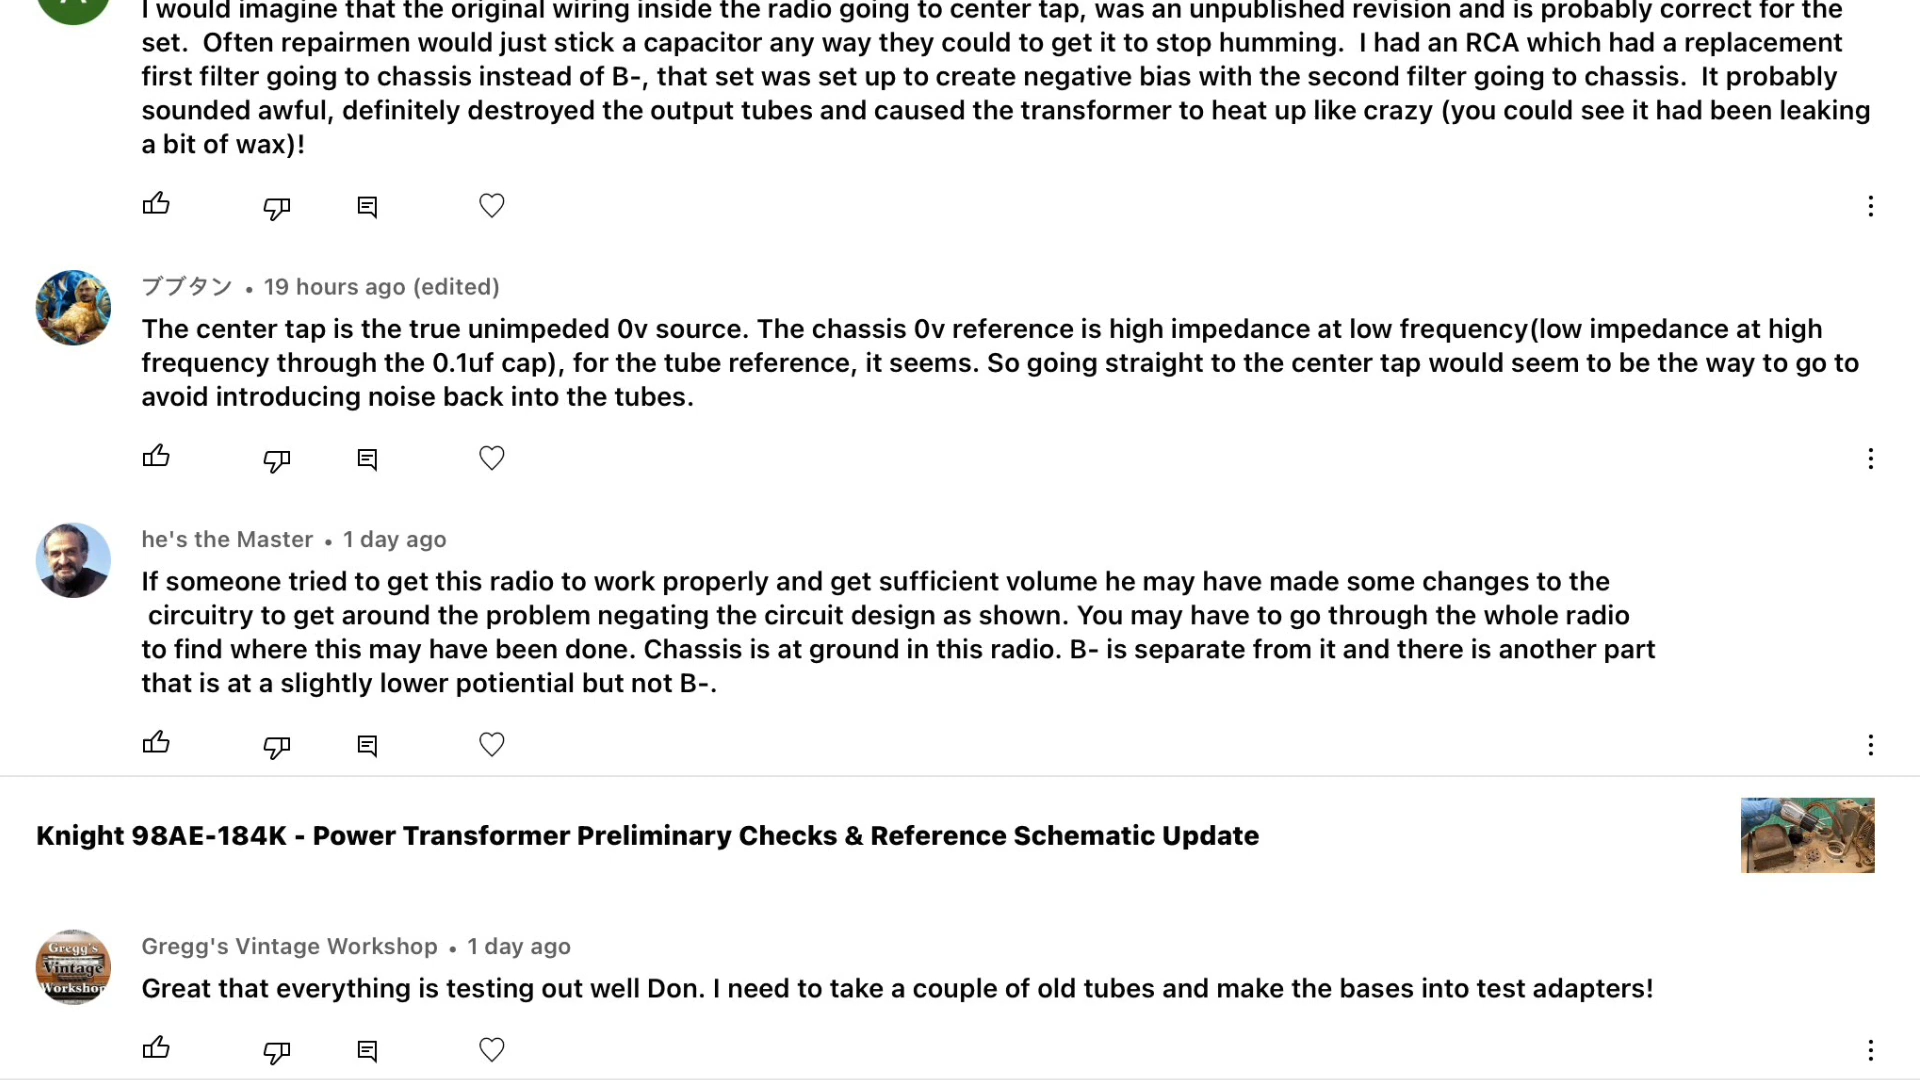 I would imagine that the original wiring inside the radio going to center tap, was an unpublished revision and is probably correct for the
set.  Often repairmen would just stick a capacitor any way they could to get it to stop humming.  I had an RCA which had a replacement
first filter going to chassis instead of B-, that set was set up to create negative bias with the second filter going to chassis.  It probably
sounded awful, definitely destroyed the output tubes and caused the transformer to heat up like crazy (you could see it had been leaking
a bit of wax)!
ブブタン • 19 hours ago (edited)
The center tap is the true unimpeded 0v source. The chassis 0v reference is high impedance at low frequency(low impedance at high
frequency through the 0.1uf cap), for the tube reference, it seems. So going straight to the center tap would seem to be the way to go to
avoid introducing noise back into the tubes.
he's the Master • 1 day ago
If someone tried to get this radio to work properly and get sufficient volume he may have made some changes to the
circuitry to get around the problem negating the circuit design as shown. You may have to go through the whole radio
to find where this may have been done. Chassis is at ground in this radio. B- is separate from it and there is another part
that is at a slightly lower potiential but not B-.
Knight 98AE-184K - Power Transformer Preliminary Checks & Reference Schematic Update
Gregg's
Vintage
Workshop
Gregg's Vintage Workshop • 1 day ago
Great that everything is testing out well Don. I need to take a couple of old tubes and make the bases into test adapters!